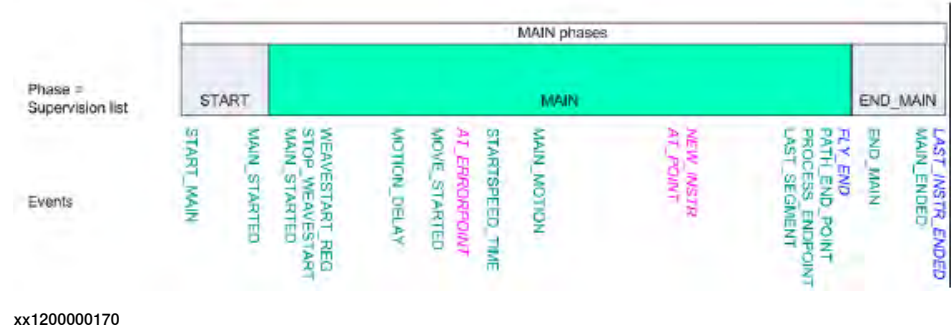 MAIN phases
Phase =
Supervision list
START
MAIN
END_MAIN
Events
START_MAIN
MAIN_STARTED
MAIN_STARTED
STOP_WEAVESTART
WEAVESTART_REG
MOTION_DELAY
MOVE_STARTED
AT_ERRORPOINT
STARTSPEED_TIME
MAIN_MOTION
AT_POINT
NEW_INSTR
LAST_SEGMENT
PROCESS_ENDPOINT
PATH_END_POINT
FLY_END
END_MAIN
MAIN_ENDED
LAST_INSTR_ENDED
xx1200000170